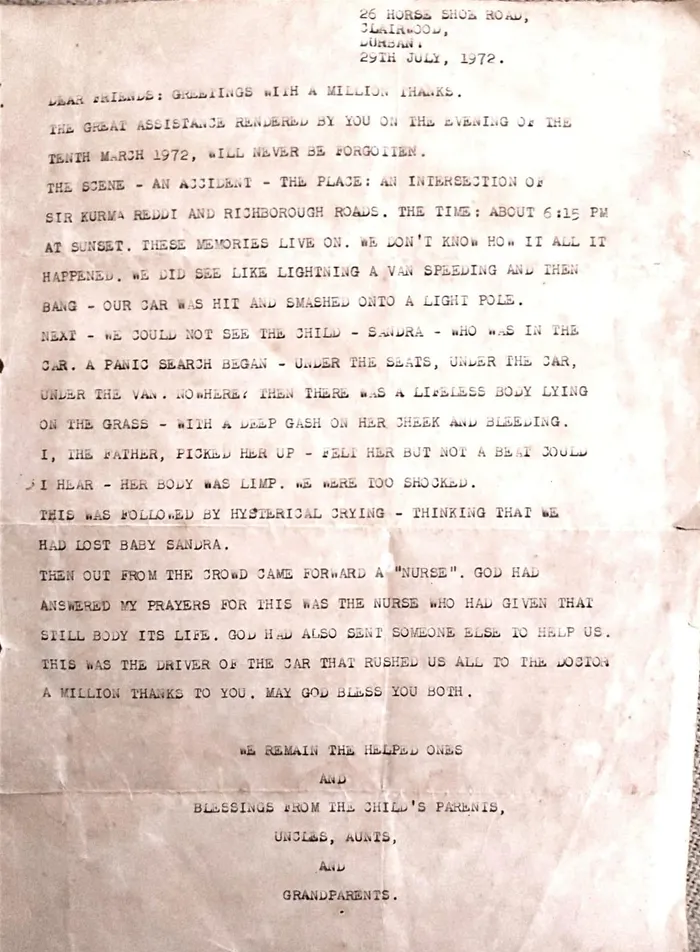 26 HORSE SHOE ROAD,
CLAIRWOOD,
DURBAN.
29TH JULY, 1972.
DEAR FRIENDS: GREETINGS WITH A MILLION THANKS.
THE GREAT ASSISTANCE RENDERED BY YOU ON THE EVENING OF THE
TENTH MARCH 1972, WILL NEVER BE FORGOTTEN.
THE SCENE - AN ACCIDENT - THE PLACE: AN INTERSECTION OF
SIR KURMA REDDI AND RICHBOROUGH ROADS. THE TIME: ABOUT 6:15 PM
AT SUNSET. THESE MEMORIES LIVE ON. WE DON'T KNOW HOW IT ALL IT
HAPPENED. WE DID SEE LIKE LIGHTNING A VAN SPEEDING AND THEN
BANG - OUR CAR WAS HIT AND SMASHED ONTO A LIGHT POLE.
NEXT - WE COULD NOT SEE THE CHILD - SANDRA - WHO WAS IN THE
CAR. A PANIC SEARCH BEGAN - UNDER THE SEATS, UNDER THE CAR,
UNDER THE VAN. NOWHERE? THEN THERE WAS A LIFELESS BODY LYING
ON THE GRASS - WITH A DEEP GASH ON HER CHEEK AND BLEEDING.
I, THE FATHER, PICKED HER UP - FELT HER BUT NOT A BEAT COULD
I HEAR - HER BODY WAS LIMP. WE WERE TOO SHOCKED.
THIS WAS FOLLOWED BY HYSTERICAL CRYING - THINKING THAT WE
HAD LOST BABY SANDRA.
THEN OUT FROM THE CROWD CAME FORWARD A "NURSE". GOD HAD
ANSWERED MY PRAYERS FOR THIS WAS THE NURSE WHO HAD GIVEN THAT
STILL BODY ITS LIFE. GOD HAD ALSO SENT SOMEONE ELSE TO HELP US.
THIS WAS THE DRIVER OF THE CAR THAT RUSHED US ALL TO THE DOCTOR
A MILLION THANKS TO YOU. MAY GOD BLESS YOU BOTH.
WE REMAIN THE HELPED ONES
AND
BLESSINGS FROM THE CHILD'S PARENTS,
UNCLES, AUNTS,
AND
GRANDPARENTS.